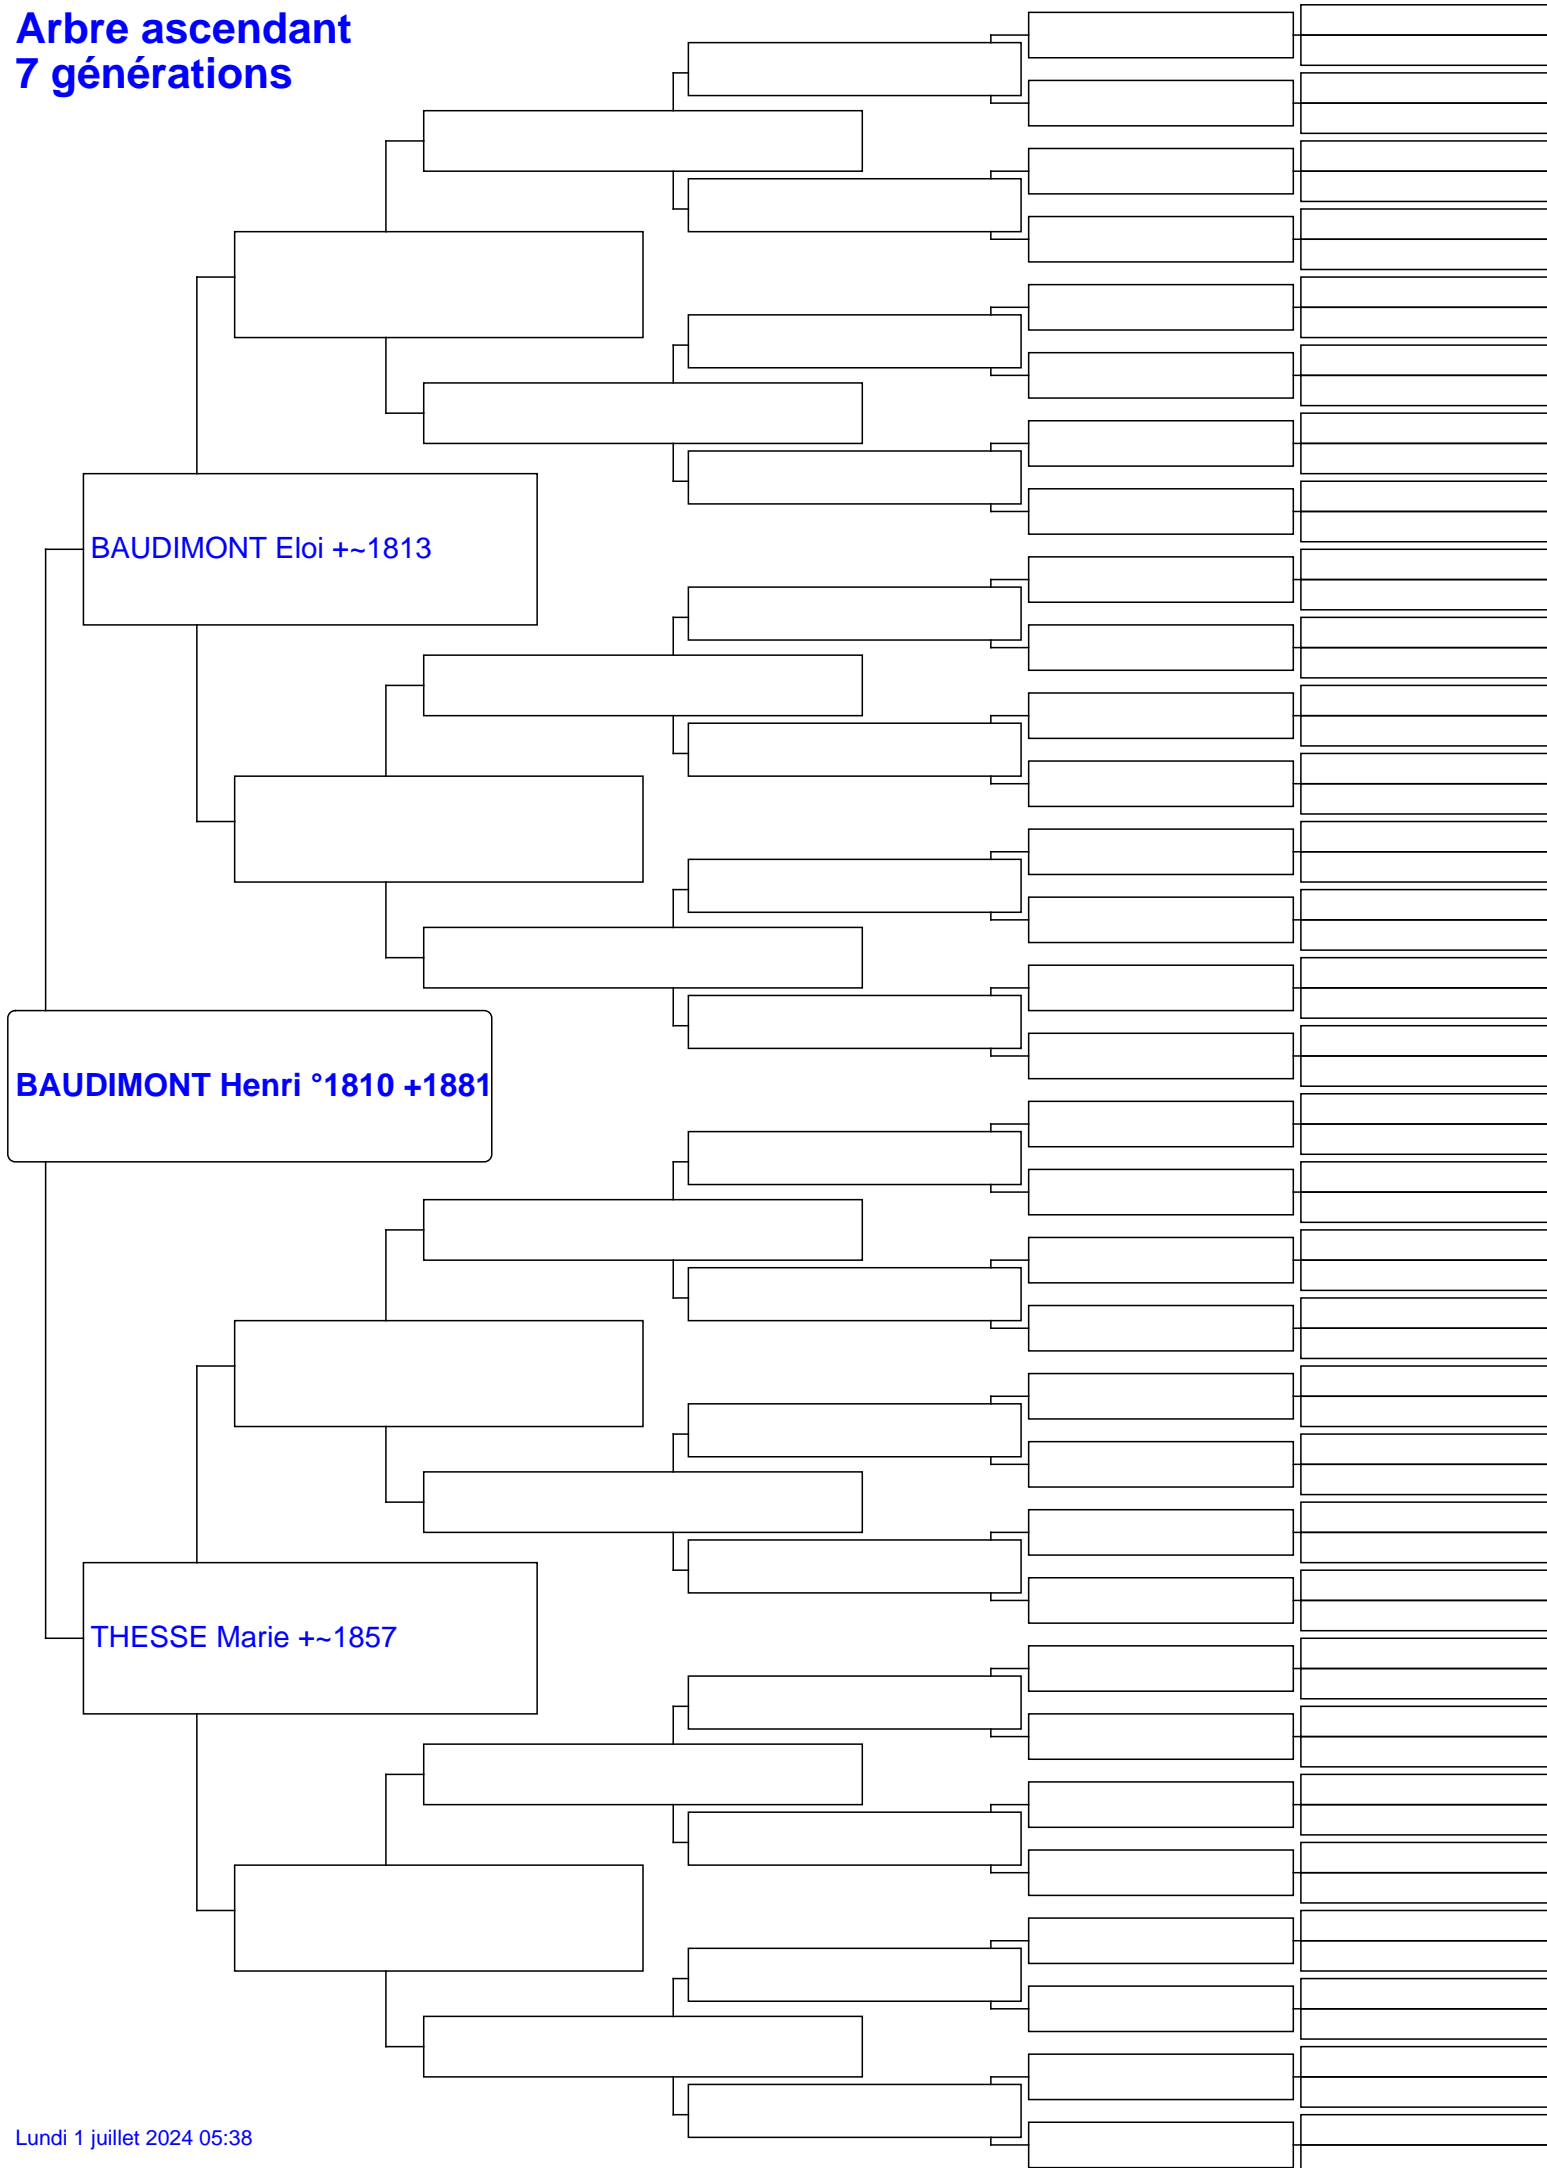 Arbre ascendant
7 générations
BAUDIMONT Eloi +~1813
BAUDIMONT Henri °1810 +1881
THESSE Marie +~1857
Lundi 1 juillet 2024 05:38